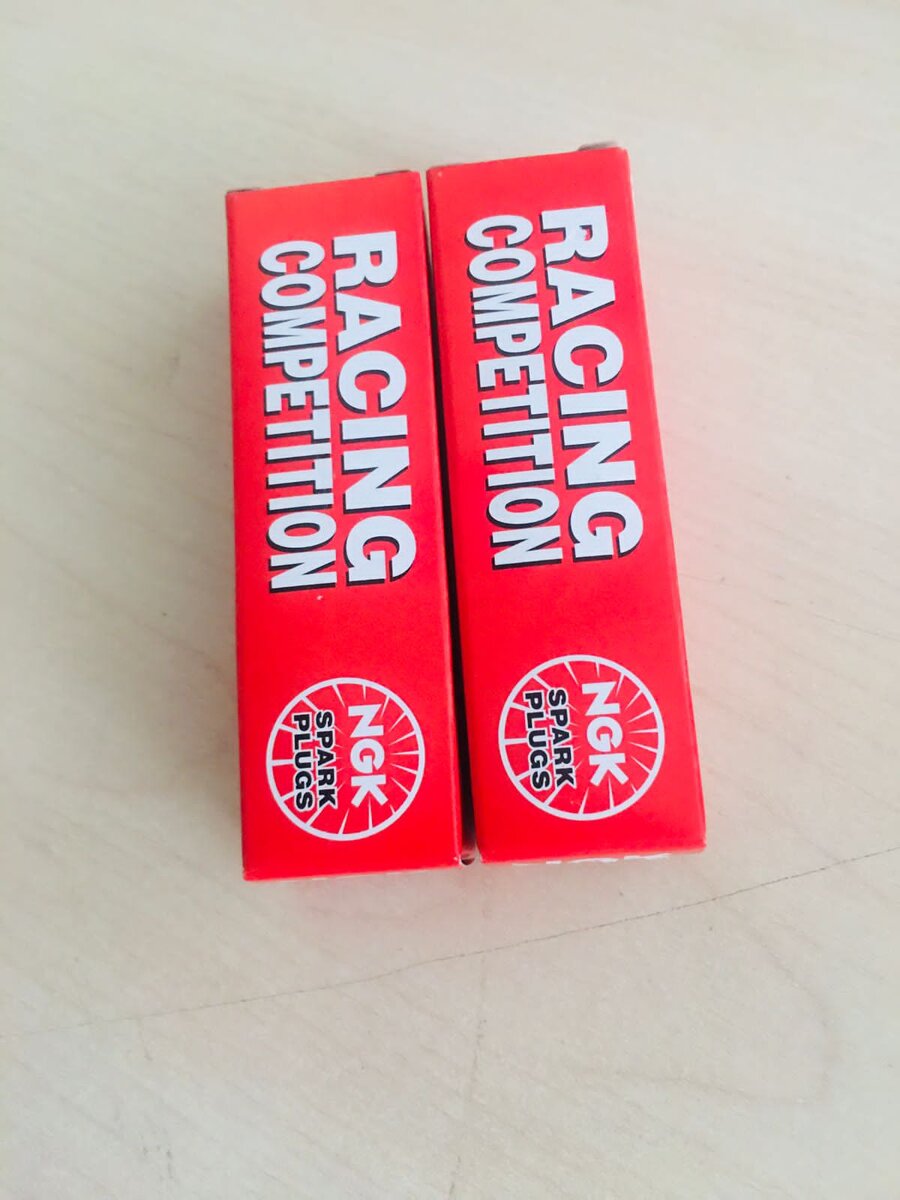 RACING
COMPETITION
NGK
SPARK
PLUGS
RACING
COMPETITION
NGK
SPARK
PLUGS